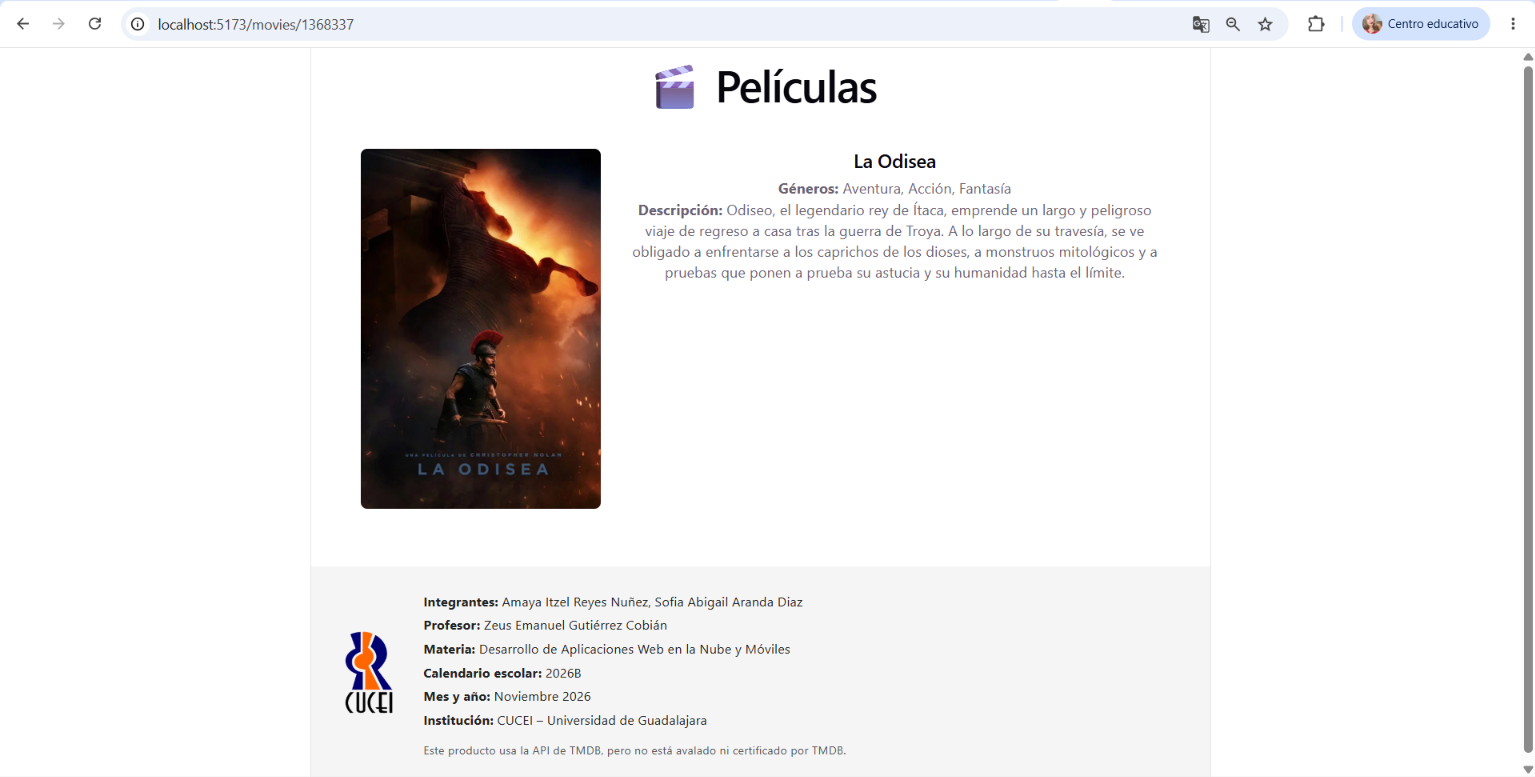 localhost:5173/movies/1368337
Centro educativo
Películas
La Odisea
Géneros: Aventura, Acción, Fantasía
Descripción: Odiseo, el legendario rey de Ítaca, emprende un largo y peligroso
viaje de regreso a casa tras la guerra de Troya. A lo largo de su travesía, se ve
obligado a enfrentarse a los caprichos de los dioses, a monstruos mitológicos y a
pruebas que ponen a prueba su astucia y su humanidad hasta el límite.
UNA PELÍCULA DE CHRISTOPHER NOLAN
LA ODISEA
CUCEI
Integrantes: Amaya Itzel Reyes Nuñez, Sofia Abigail Aranda Diaz
Profesor: Zeus Emanuel Gutiérrez Cobián
Materia: Desarrollo de Aplicaciones Web en la Nube y Móviles
Calendario escolar: 2026B
Mes y año: Noviembre 2026
Institución: CUCEI – Universidad de Guadalajara
Este producto usa la API de TMDB, pero no está avalado ni certificado por TMDB.